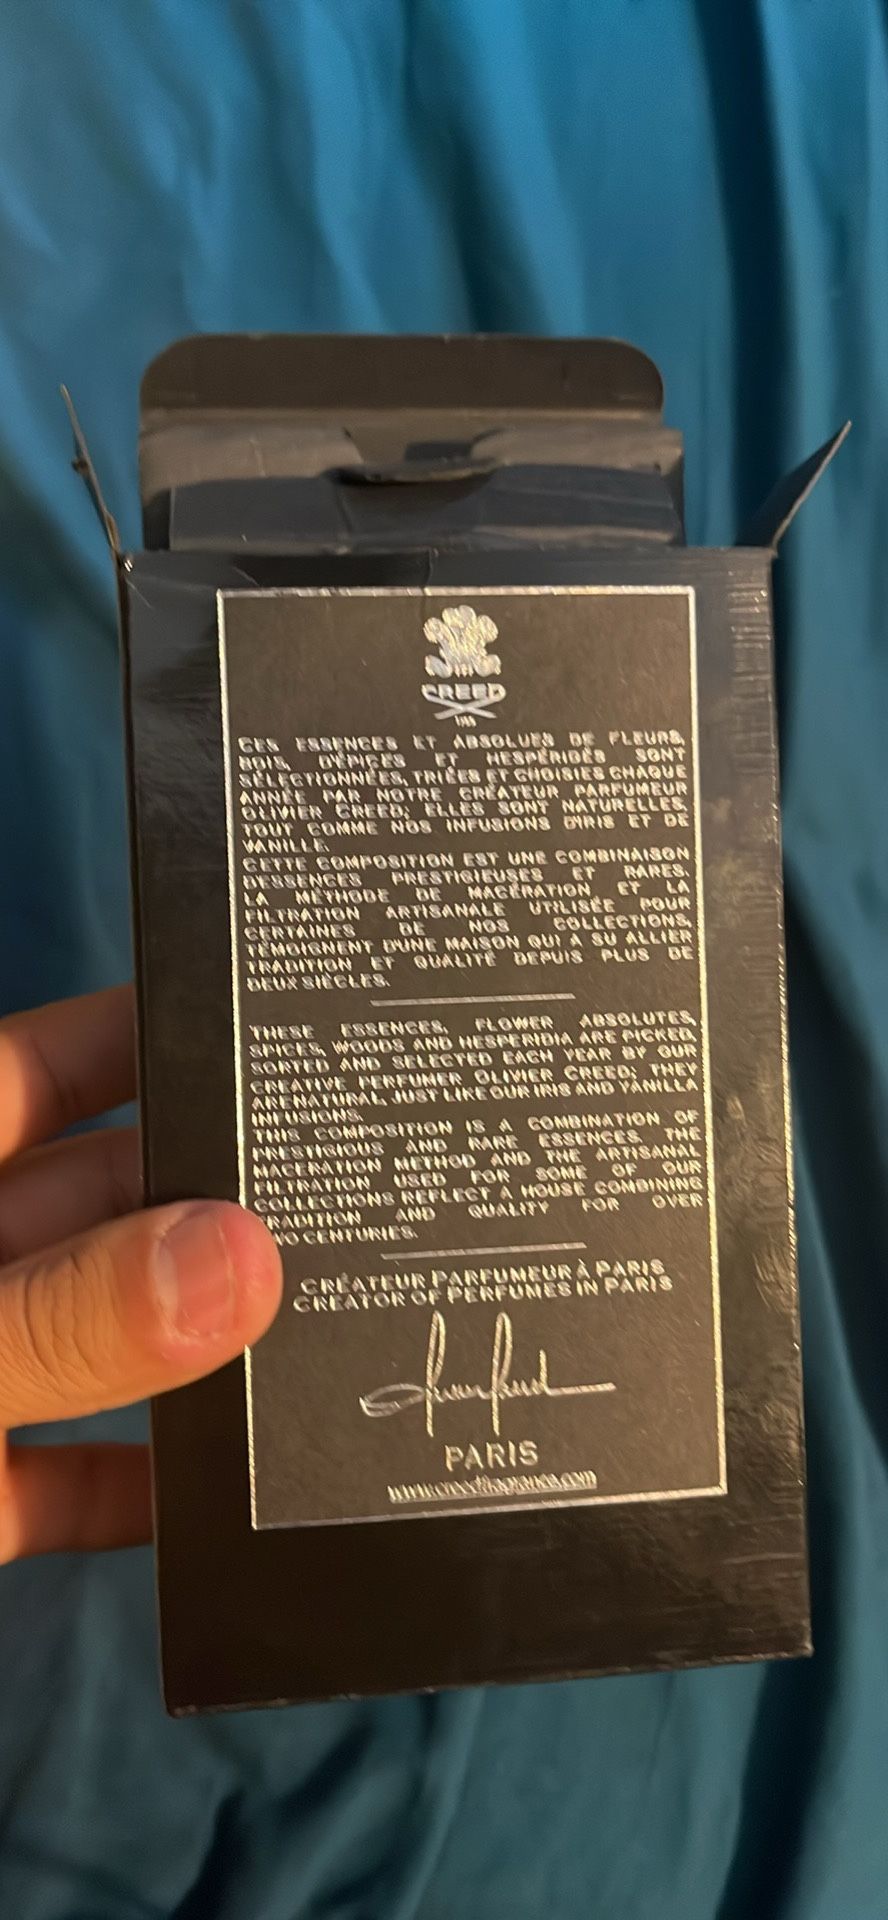 CREED
CES ESSENCES ET ABSOLUES DE FLEURS,
BOIS, D'ÉPICES ET HESPÉRIDÉS SONT
SÉLECTIONNÉES, TRIÉES ET CHOISIES CHAQUE
ANNÉE PAR NOTRE CRÉATEUR PARFUMEUR
OLIVIER CREED; ELLES SONT NATURELLES,
TOUT COMME NOS INFUSIONS D'IRIS ET DE
VANILLE.
CETTE COMPOSITION EST UNE COMBINAISON
D'ESSENCES PRESTIGIEUSES ET RARES.
LA MÉTHODE DE MACÉRATION ET LA
FILTRATION ARTISANALE UTILISÉE POUR
CERTAINES DE NOS COLLECTIONS,
TÉMOIGNENT D'UNE MAISON QUI A SU ALLIER
TRADITION ET QUALITÉ DEPUIS PLUS DE
DEUX SIÈCLES.
THESE ESSENCES, FLOWER ABSOLUTES,
SPICES, WOODS AND HESPERIDIA ARE PICKED,
SORTED AND SELECTED EACH YEAR BY OUR
CREATIVE PERFUMER OLIVIER CREED; THEY
ARENATURAL, JUST LIKE OUR IRIS AND VANILLA
INFUSIONS.
THIS COMPOSITION IS A COMBINATION OF
PRESTIGIOUS AND RARE ESSENCES. THE
MACERATION METHOD AND THE ARTISANAL
FILTRATION USED FOR SOME OF OUR
COLLECTIONS REFLECT A HOUSE COMBINING
TRADITION AND QUALITY FOR OVER
CENTURIES.
CRÉATEUR PARFUMEUR À PARIS
CREATOR OF PERFUMES IN PARIS
PARIS